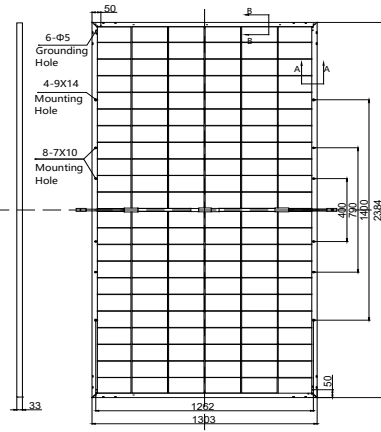 50
B
B
6-Φ5
Grounding
Hole
A
A
4-9X14
Mounting
Hole
8-7X10
Mounting
Hole
400
790
1400
2384
50
33
1262
1303